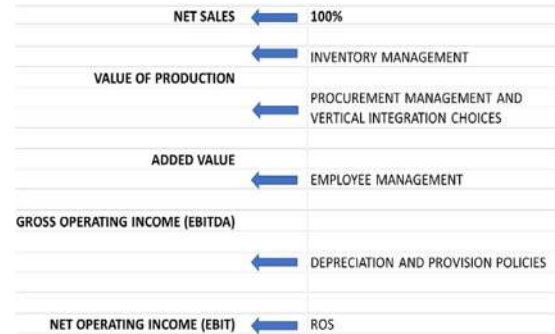 NET SALES 100%
INVENTORY MANAGEMENT
VALUE OF PRODUCTION
PROCUREMENT MANAGEMENT AND
VERTICAL INTEGRATION CHOICES
ADDED VALUE
EMPLOYEE MANAGEMENT
GROSS OPERATING INCOME (EBITDA)
DEPRECIATION AND PROVISION POLICIES
NET OPERATING INCOME (EBIT) ROS